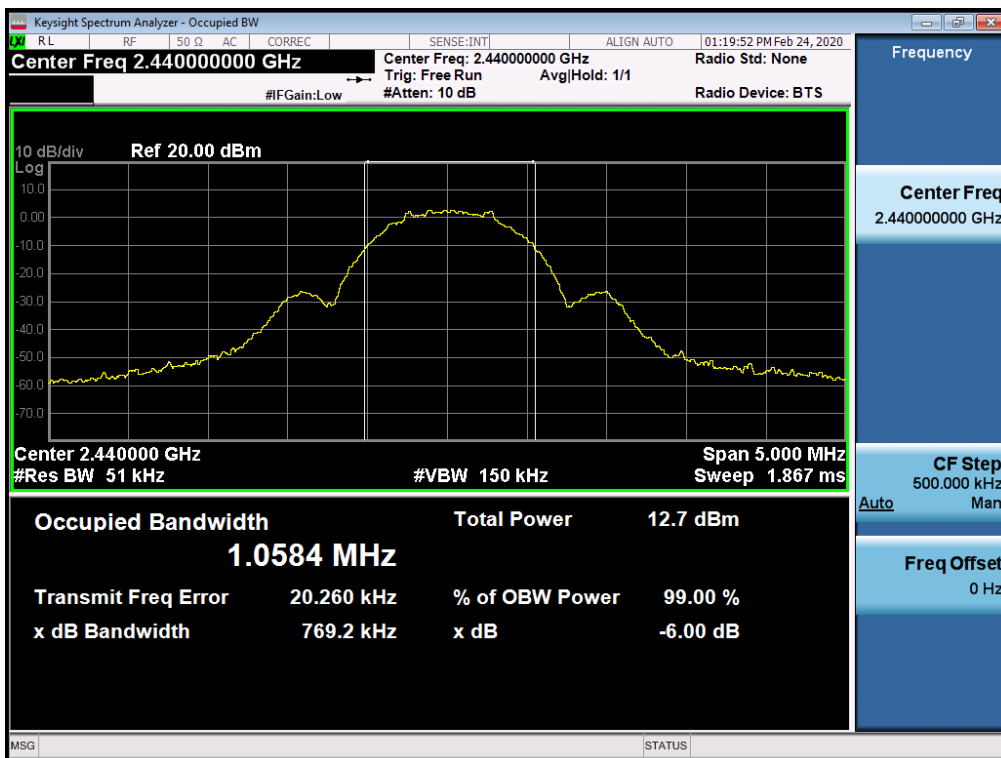 Keysight Spectrum Analyzer - Occupied BW
LXI RL RF 50 Ω AC CORREC SENSE:INT ALIGN AUTO 01:19:52 PM Feb 24, 2020
Center Freq 2.440000000 GHz
Center Freq: 2.440000000 GHz
Radio Std: None
Trig: Free Run Avg|Hold: 1/1
#IFGain:Low
#Atten: 10 dB
Radio Device: BTS
10 dB/div Ref 20.00 dBm
Log
10.0
0.00
-10.0
-20.0
-30.0
-40.0
-50.0
-60.0
-70.0
Center 2.440000 GHz
Span 5.000 MHz
#Res BW 51 kHz
#VBW 150 kHz
Sweep 1.867 ms
Occupied Bandwidth
Total Power 12.7 dBm
1.0584 MHz
Transmit Freq Error 20.260 kHz
% of OBW Power 99.00 %
x dB Bandwidth 769.2 kHz
x dB -6.00 dB
MSG
STATUS
Frequency
Center Freq
2.440000000 GHz
CF Step
500.000 kHz
Auto Man
Freq Offset
0 Hz